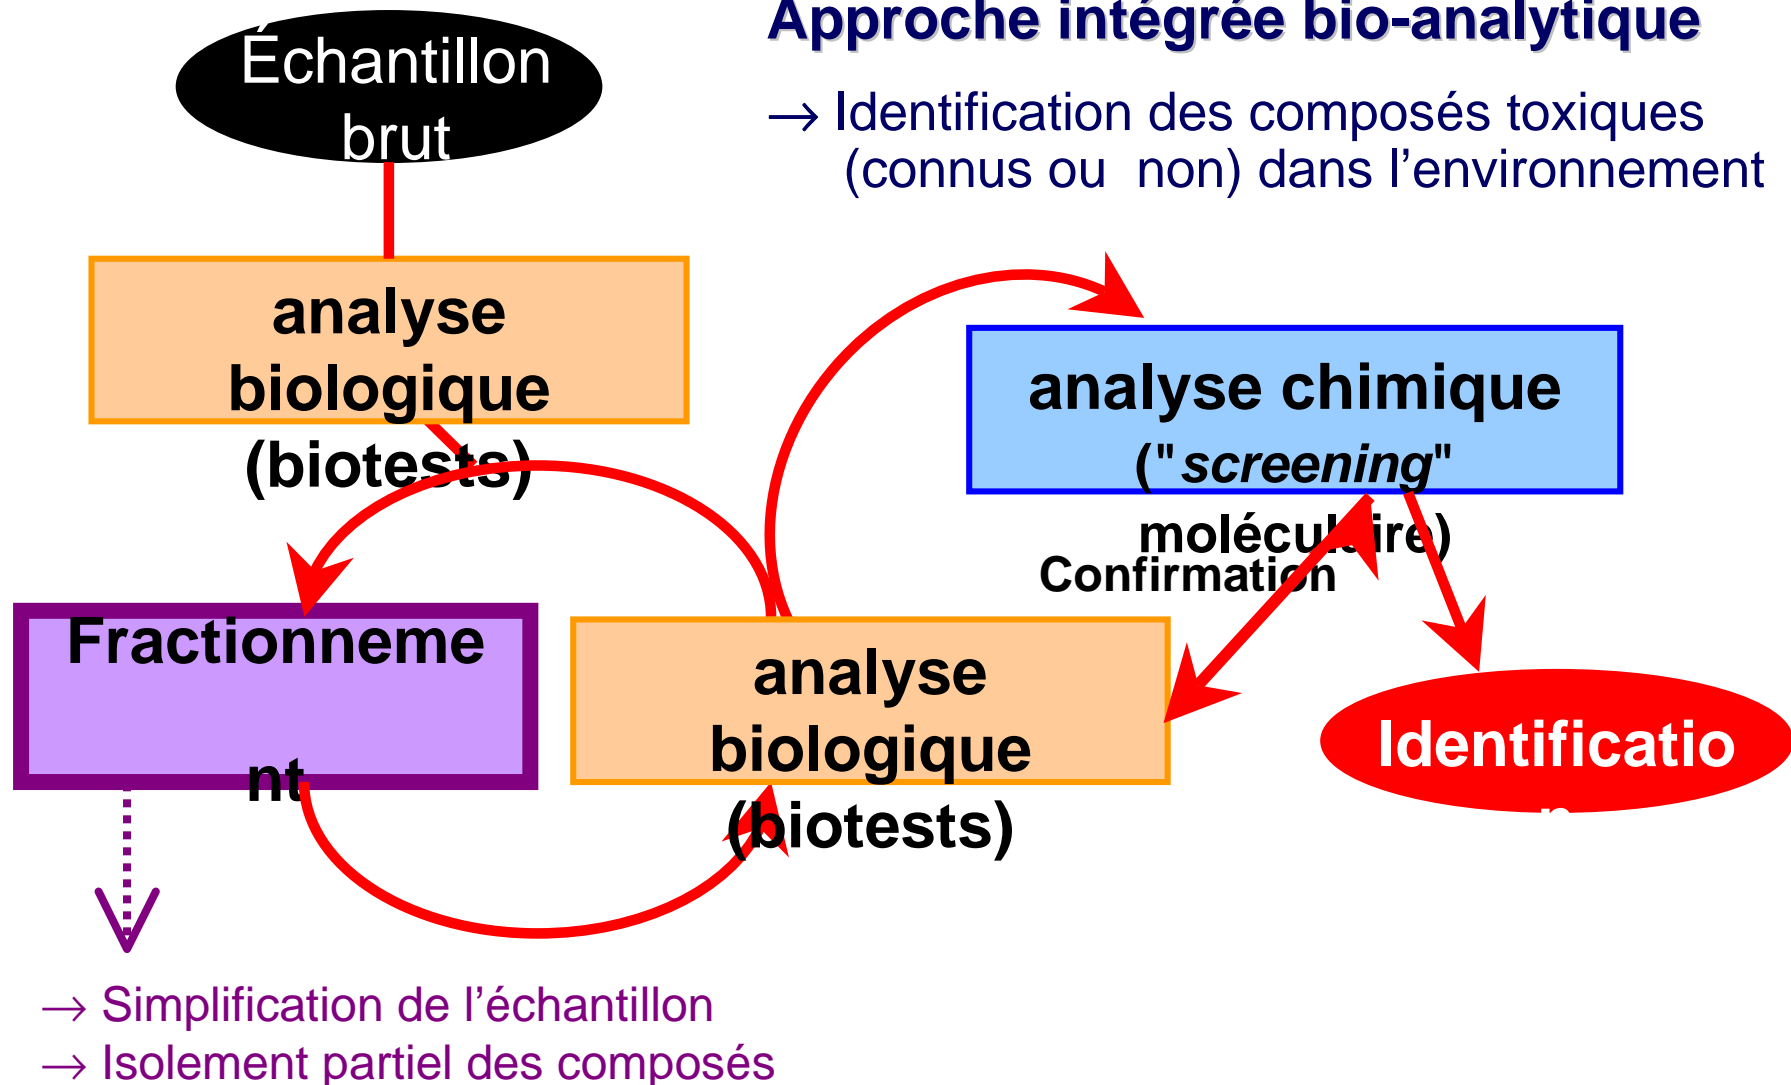 Approche intégrée bio-analytique
→ Identification des composés toxiques
(connus ou non) dans l'environnement
Échantillon
brut
analyse
biologique
(biotests)
analyse chimique
("screening"
moléculaire)
Confirmation
Fractionneme
nt
analyse
biologique
(biotests)
Identificatio
n
→ Simplification de l'échantillon
→ Isolement partiel des composés